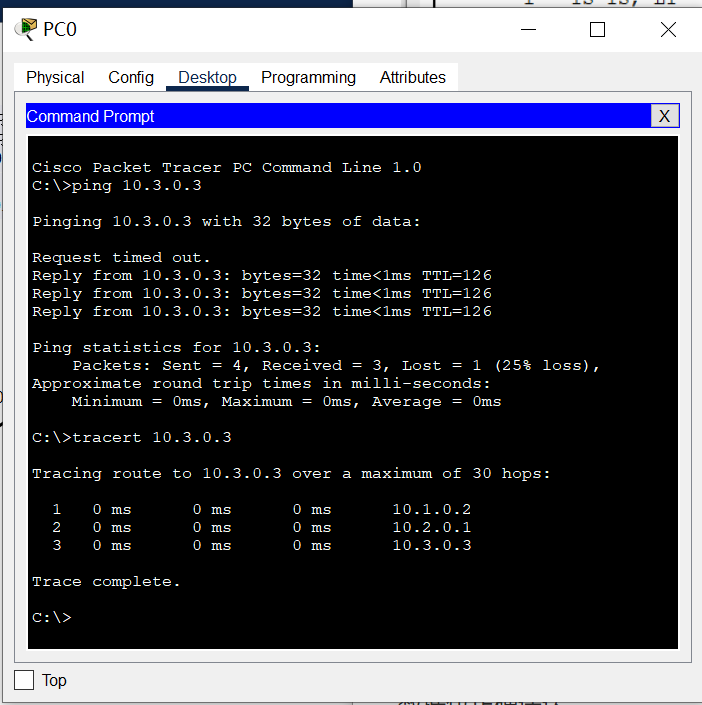 PC0
Physical Config Desktop Programming Attributes
Command Prompt X
Cisco Packet Tracer PC Command Line 1.0
C:\>ping 10.3.0.3
Pinging 10.3.0.3 with 32 bytes of data:
Request timed out.
Reply from 10.3.0.3: bytes=32 time<1ms TTL=126
Reply from 10.3.0.3: bytes=32 time<1ms TTL=126
Reply from 10.3.0.3: bytes=32 time<1ms TTL=126
Ping statistics for 10.3.0.3:
Packets: Sent = 4, Received = 3, Lost = 1 (25% loss),
Approximate round trip times in milli-seconds:
Minimum = 0ms, Maximum = 0ms, Average = 0ms
C:\>tracert 10.3.0.3
Tracing route to 10.3.0.3 over a maximum of 30 hops:
1 0 ms 0 ms 0 ms 10.1.0.2
2 0 ms 0 ms 0 ms 10.2.0.1
3 0 ms 0 ms 0 ms 10.3.0.3
Trace complete.
C:\>
Top